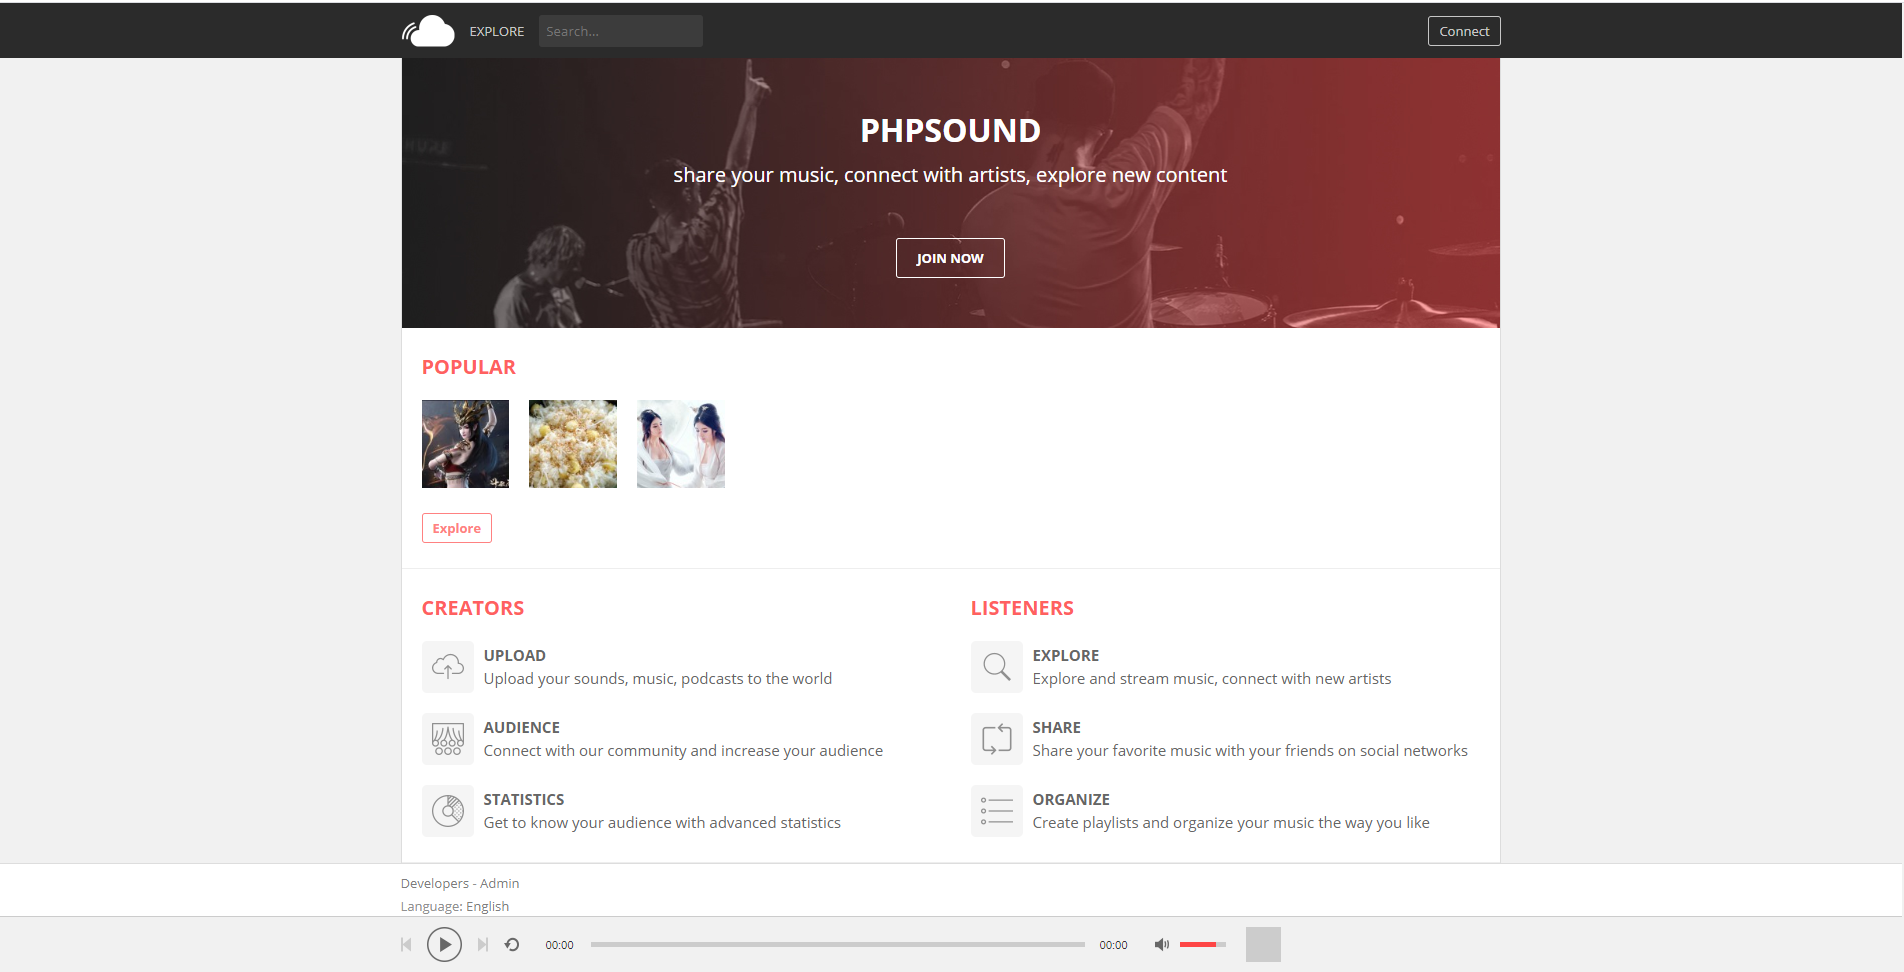 EXPLORE
Search...
Connect
PHPSOUND
share your music, connect with artists, explore new content
JOIN NOW
POPULAR
Explore
CREATORS
UPLOAD
Upload your sounds, music, podcasts to the world
AUDIENCE
Connect with our community and increase your audience
STATISTICS
Get to know your audience with advanced statistics
LISTENERS
EXPLORE
Explore and stream music, connect with new artists
SHARE
Share your favorite music with your friends on social networks
ORGANIZE
Create playlists and organize your music the way you like
Developers - Admin
Language: English
00:00
00:00